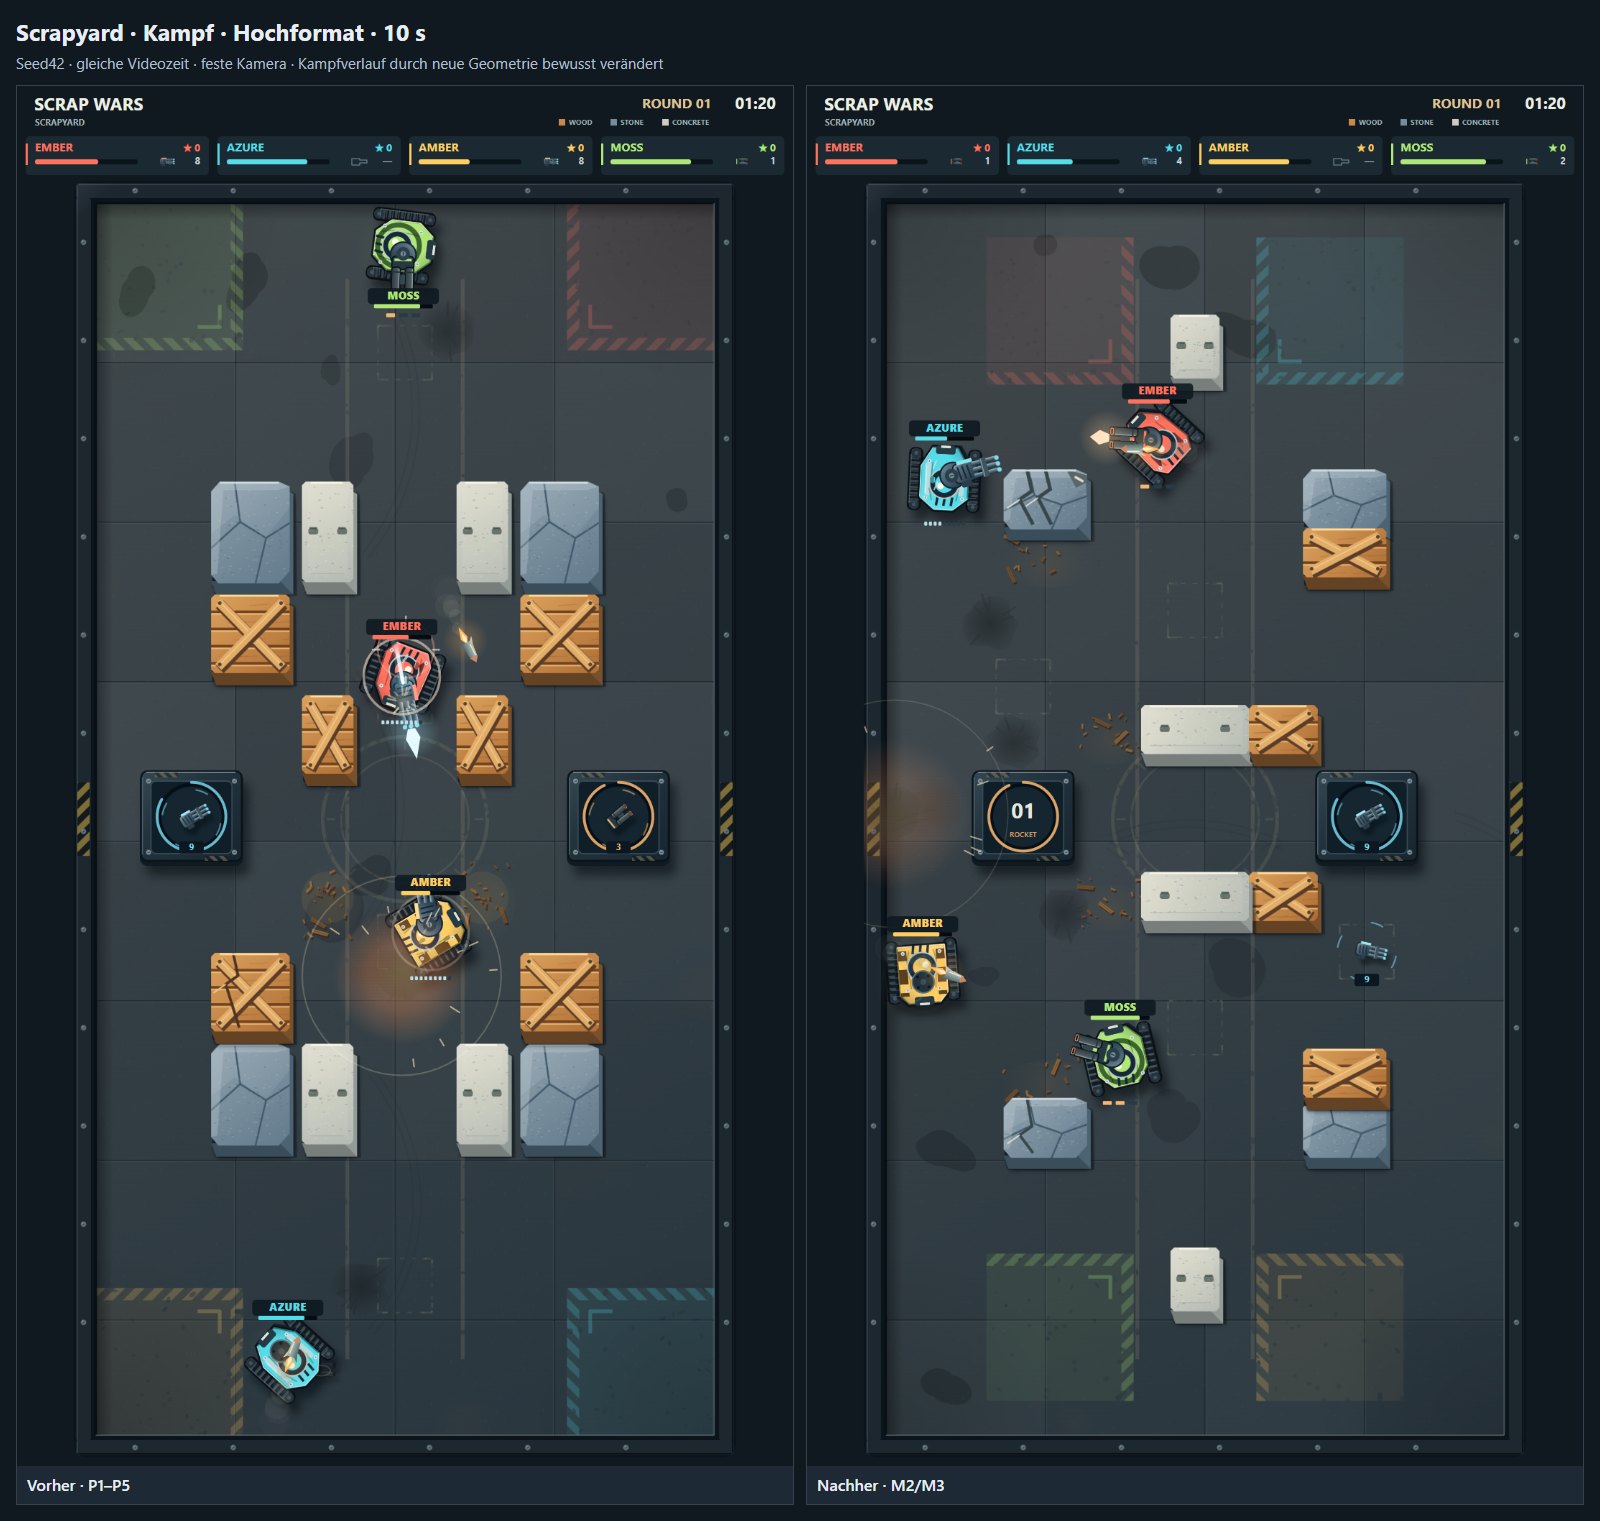 Scrapyard · Kampf · Hochformat · 10 s
Seed42 · gleiche Videozeit · feste Kamera · Kampfverlauf durch neue Geometrie bewusst verändert
SCRAP WARS
ROUND 01
01:20
SCRAPYARD
WOOD
STONE
CONCRETE
EMBER
★0
8
AZURE
★0
—
AMBER
★0
8
MOSS
★0
1
MOSS
EMBER
9
3
AMBER
AZURE
Vorher · P1–P5
SCRAP WARS
ROUND 01
01:20
SCRAPYARD
WOOD
STONE
CONCRETE
EMBER
★0
1
AZURE
★0
4
AMBER
★0
—
MOSS
★0
2
EMBER
AZURE
01
ROCKET
9
AMBER
9
MOSS
Nachher · M2/M3